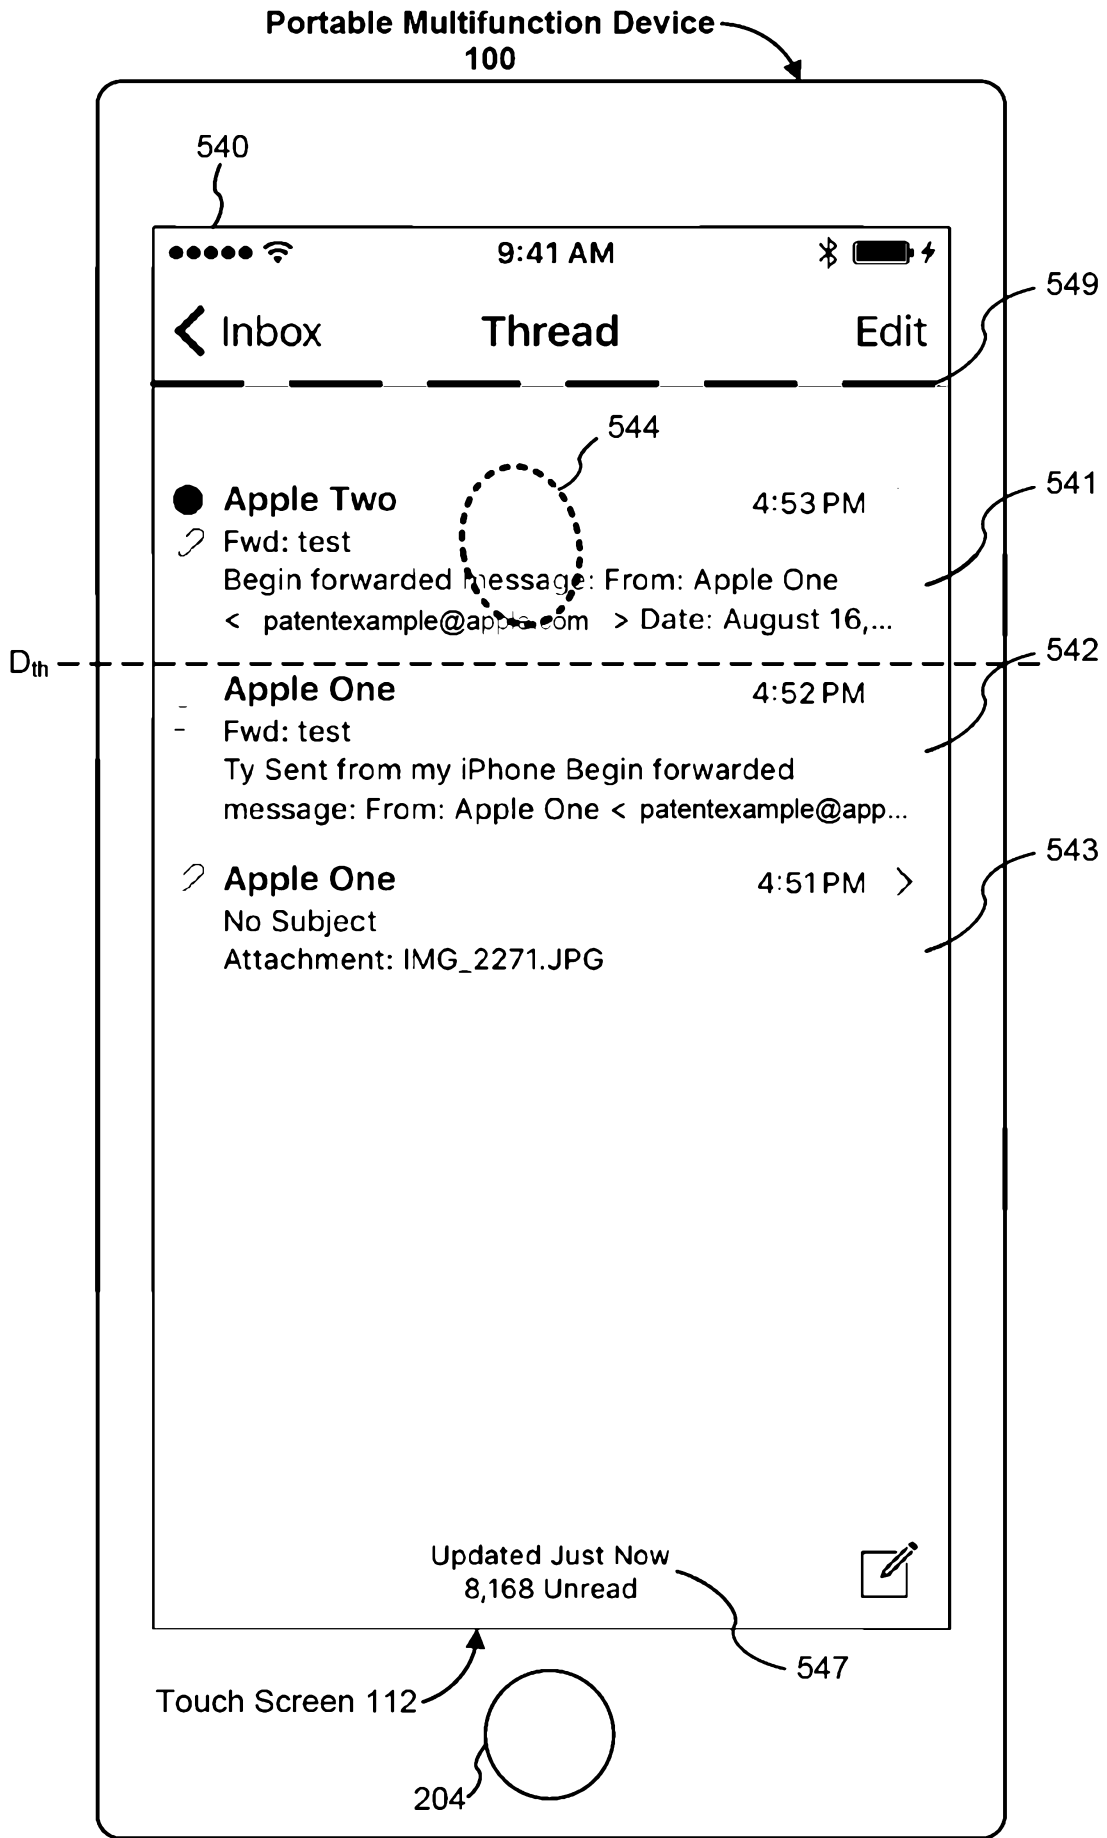 Portable Multifunction Device
100
540
9:41 AM
549
Inbox Thread Edit
544
541
Apple Two 4:53 PM
Fwd: test
Begin forwarded message: From: Apple One
< patentexample@apple.com > Date: August 16,...
Dth
542
Apple One 4:52 PM
Fwd: test
Ty Sent from my iPhone Begin forwarded
message: From: Apple One < patentexample@app...
543
Apple One 4:51 PM >
No Subject
Attachment: IMG_2271.JPG
Updated Just Now
8,168 Unread
547
Touch Screen 112
204